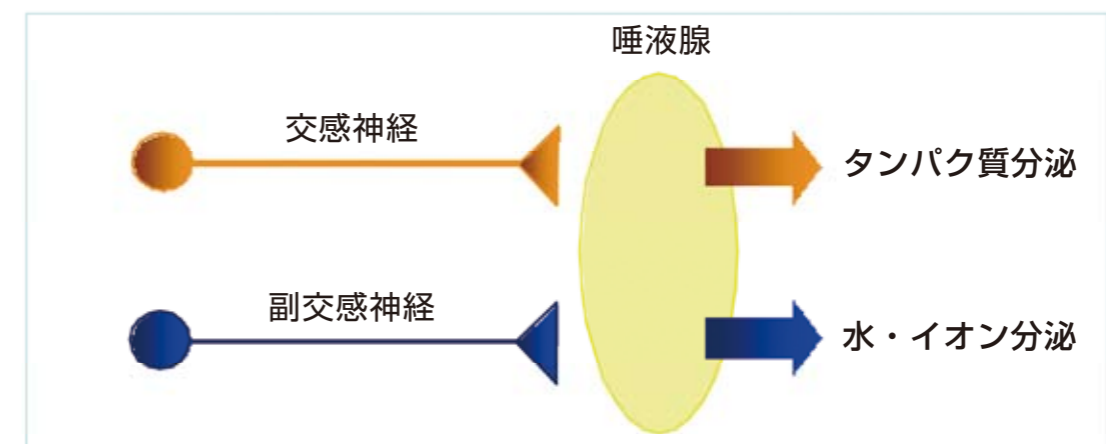 唾液腺
交感神経
タンパク質分泌
副交感神経
水・イオン分泌